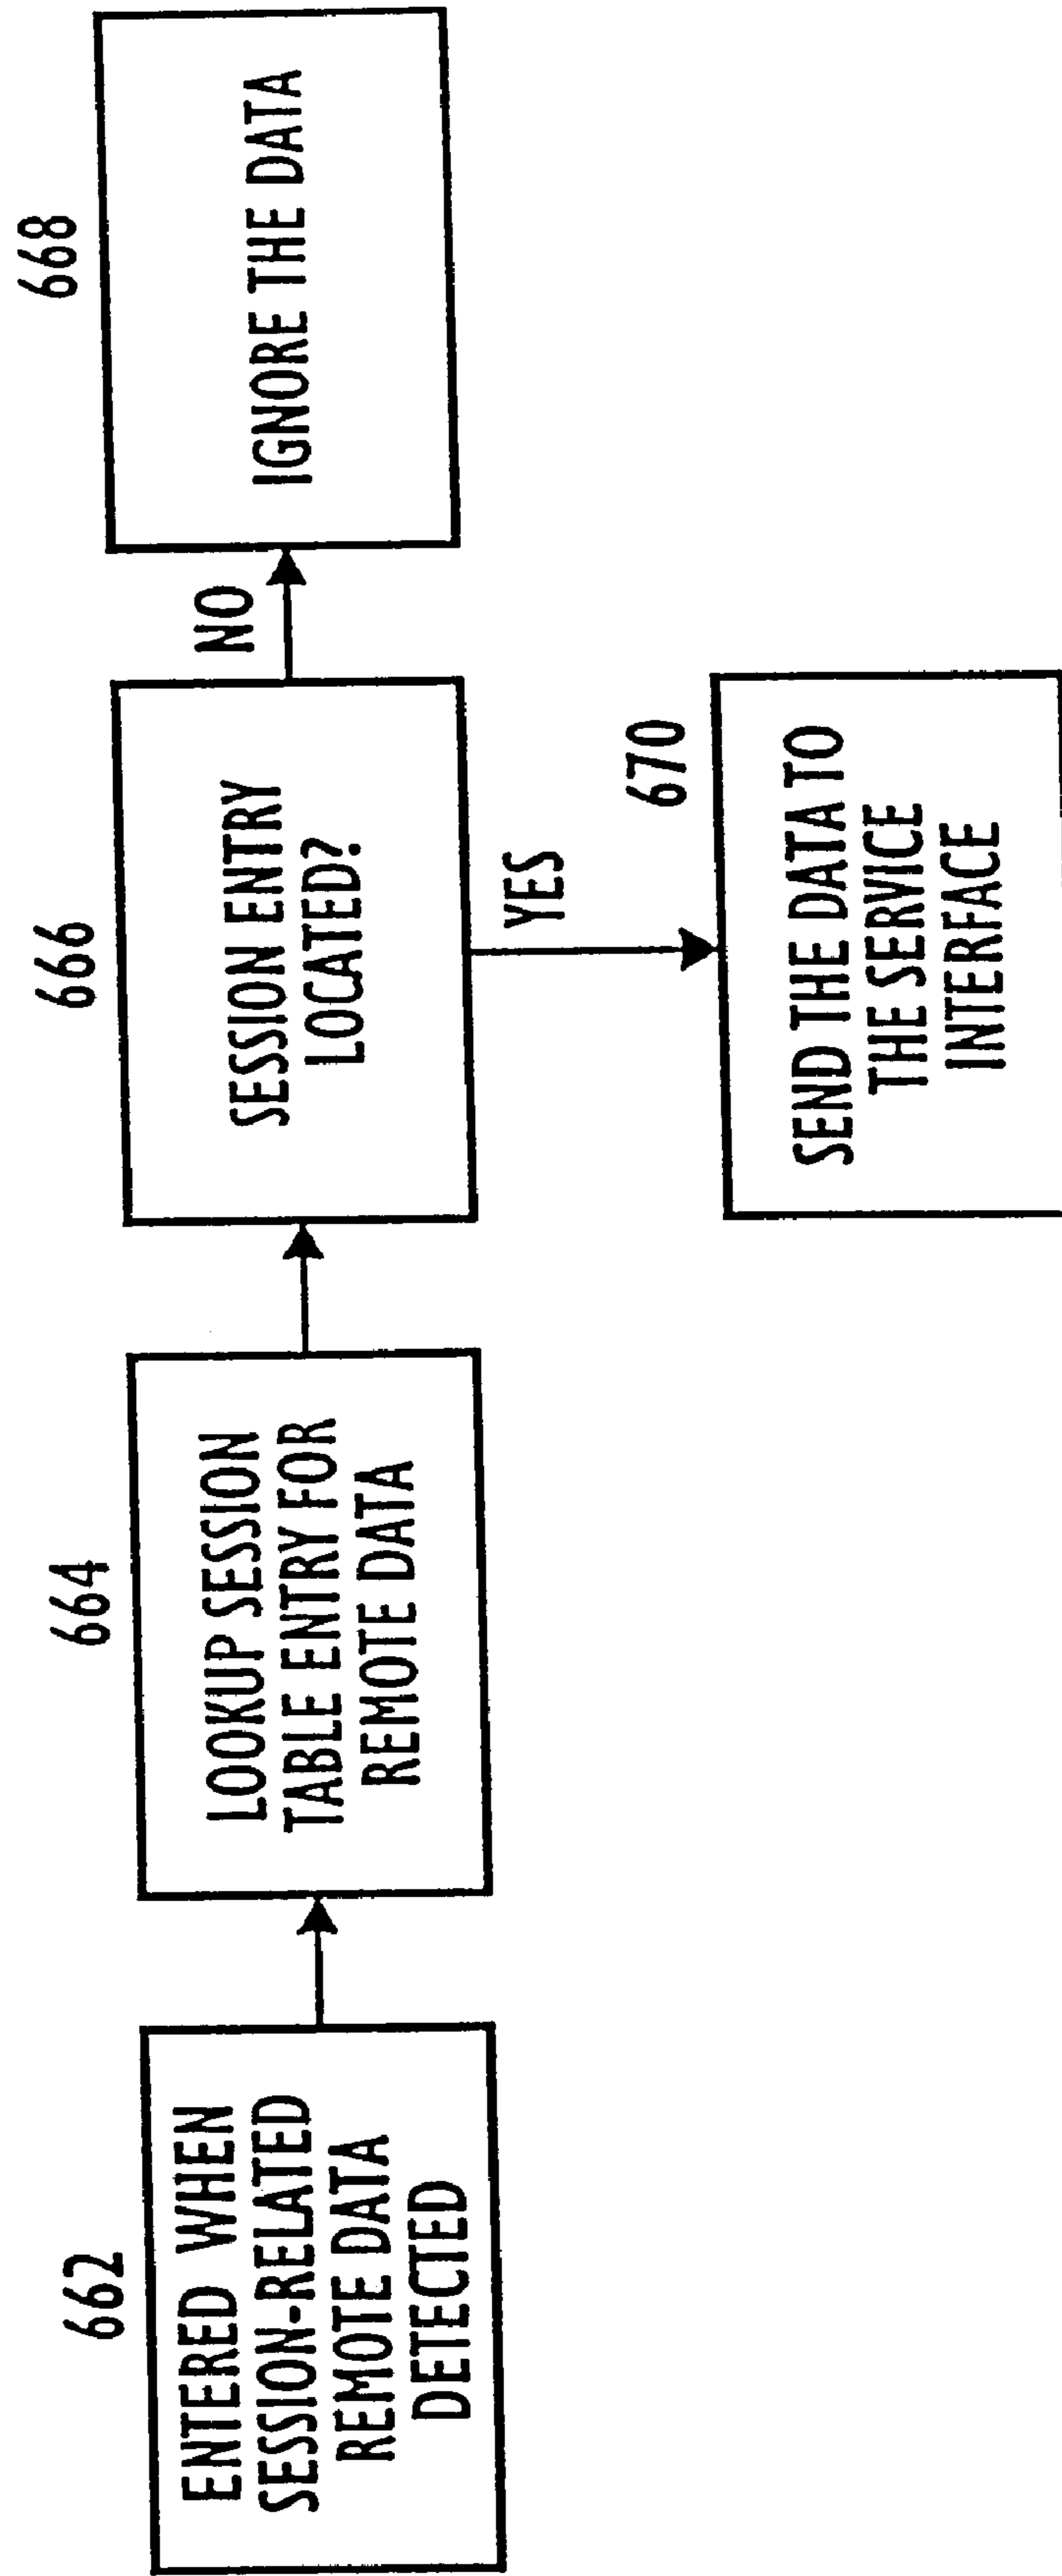 662
ENTERED WHEN
SESSION-RELATED
REMOTE DATA
DETECTED
664
LOOKUP SESSION
TABLE ENTRY FOR
REMOTE DATA
666
SESSION ENTRY
LOCATED?
NO
668
IGNORE THE DATA
YES
670
SEND THE DATA TO
THE SERVICE
INTERFACE